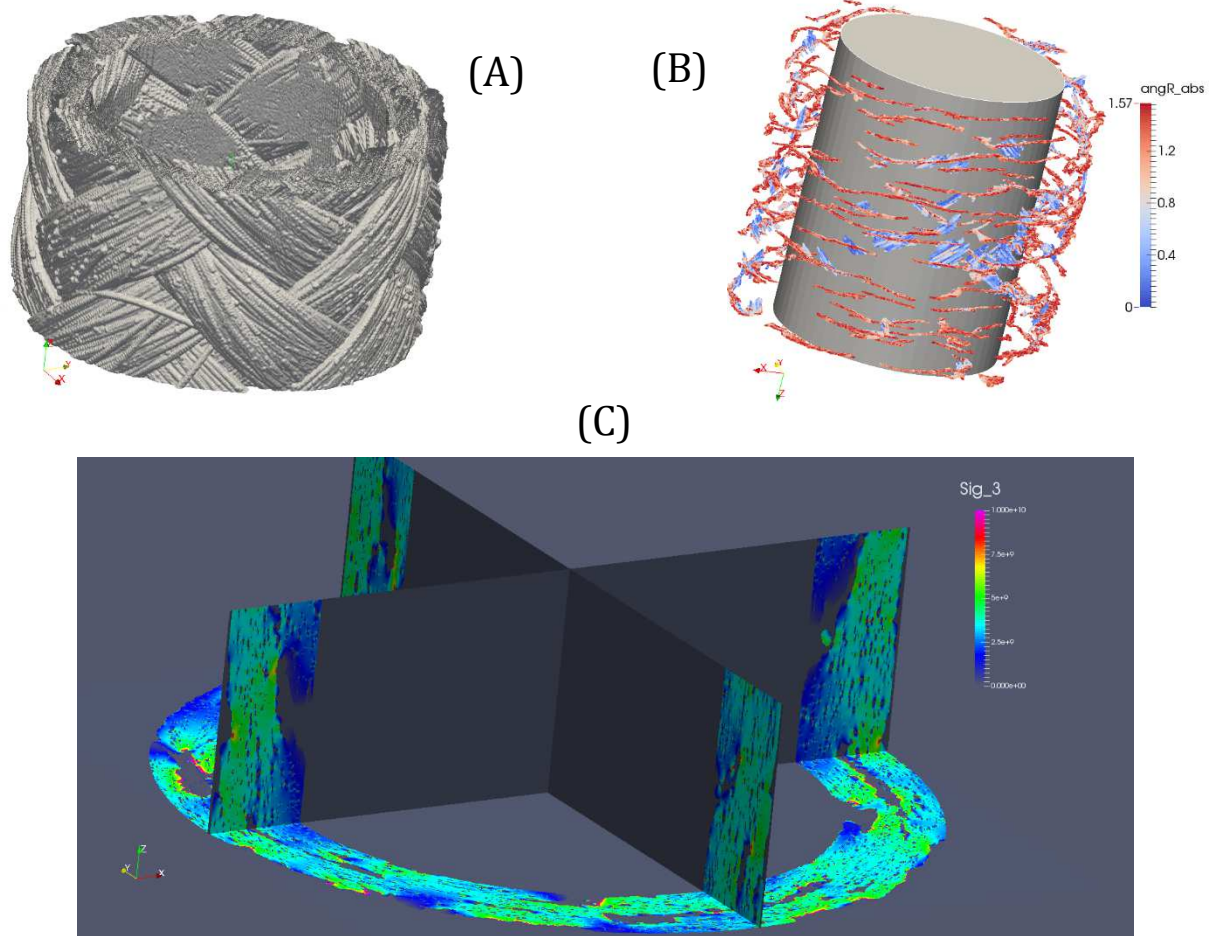 (A)
(B)
angR_abs
1.57
1.2
0.8
0.4
0
X
Y
X
Y
Z
(C)
Sig_3
1.000e+10
7.5e+9
5e+9
2.5e+9
0.000e+00
Z
Y
X